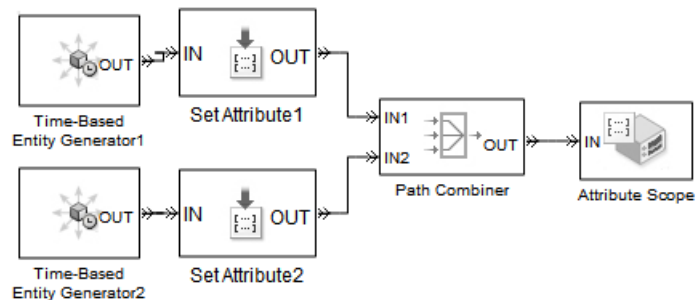 OUT
Time-Based
Entity Generator1
IN
[...]
OUT
Set Attribute1
OUT
Time-Based
Entity Generator2
IN
[...]
OUT
Set Attribute2
IN1
IN2
OUT
Path Combiner
IN
[...]
Attribute Scope